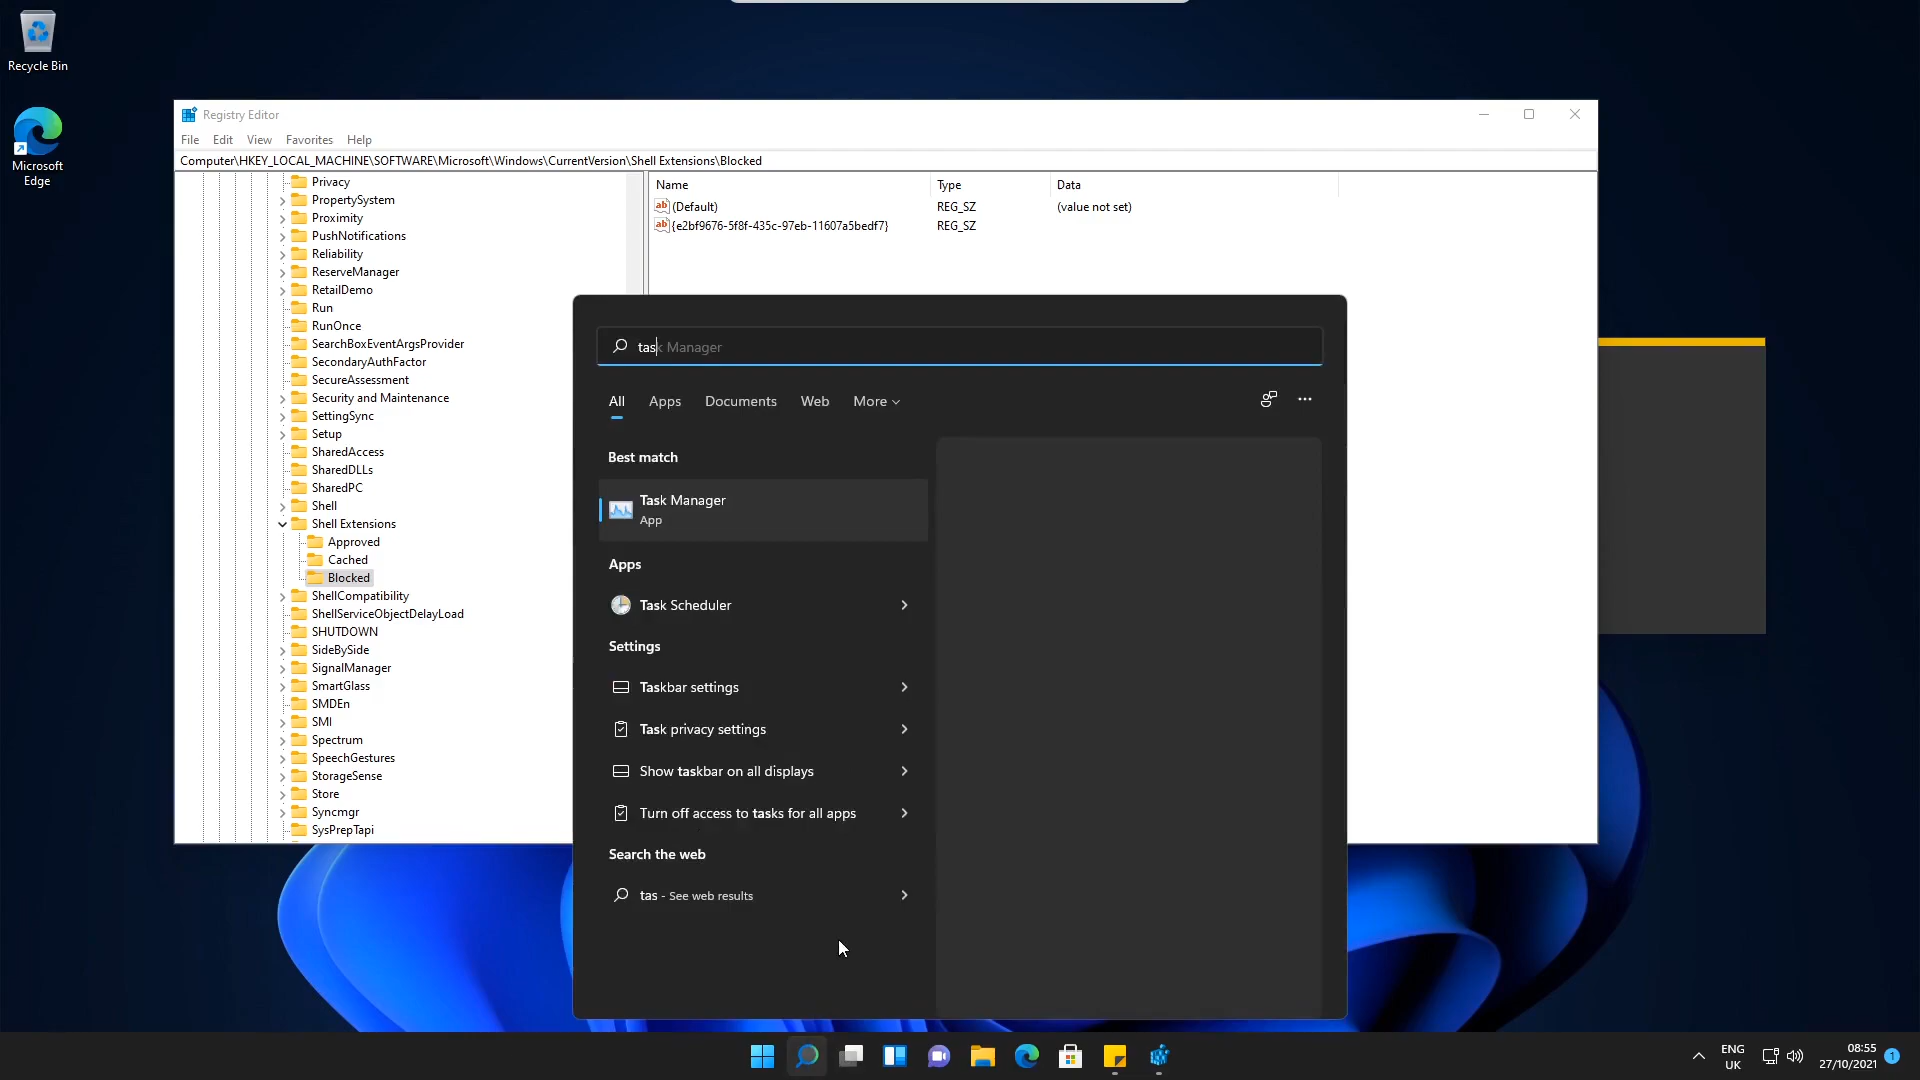 Recycle Bin
Microsoft
Edge
Registry Editor
File Edit View Favorites Help
Computer\HKEY_LOCAL_MACHINE\SOFTWARE\Microsoft\Windows\CurrentVersion\Shell Extensions\Blocked
Privacy
PropertySystem
Proximity
PushNotifications
Reliability
ReserveManager
RetailDemo
Run
RunOnce
SearchBoxEventArgsProvider
SecondaryAuthFactor
SecureAssessment
Security and Maintenance
SettingSync
Setup
SharedAccess
SharedDLLs
SharedPC
Shell
Shell Extensions
Approved
Cached
Blocked
ShellCompatibility
ShellServiceObjectDelayLoad
SHUTDOWN
SideBySide
SignalManager
SmartGlass
SMDEn
SMI
Spectrum
SpeechGestures
StorageSense
Store
Syncmgr
SysPrepTapi
Name Type Data
ab (Default) REG_SZ (value not set)
ab {e2bf9676-5f8f-435c-97eb-11607a5bedf7} REG_SZ
task Manager
All Apps Documents Web More
Best match
Task Manager
App
Apps
Task Scheduler
Settings
Taskbar settings
Task privacy settings
Show taskbar on all displays
Turn off access to tasks for all apps
Search the web
tas - See web results
ENG
UK
08:55
27/10/2021
1